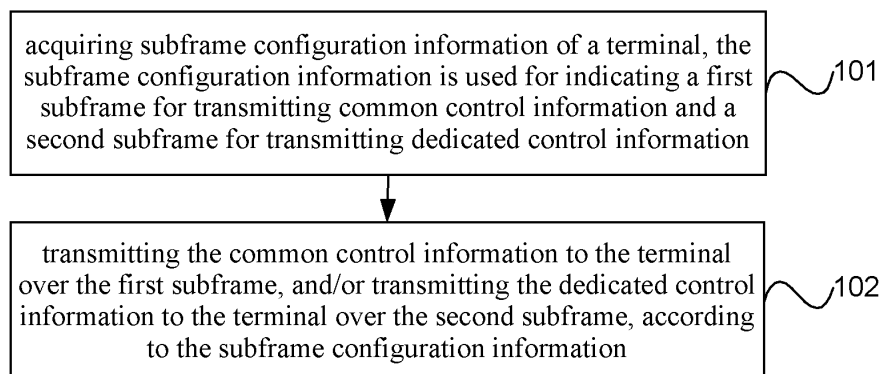 acquiring subframe configuration information of a terminal, the
subframe configuration information is used for indicating a first
subframe for transmitting common control information and a
second subframe for transmitting dedicated control information
101
transmitting the common control information to the terminal
over the first subframe, and/or transmitting the dedicated control
information to the terminal over the second subframe, according
to the subframe configuration information
102